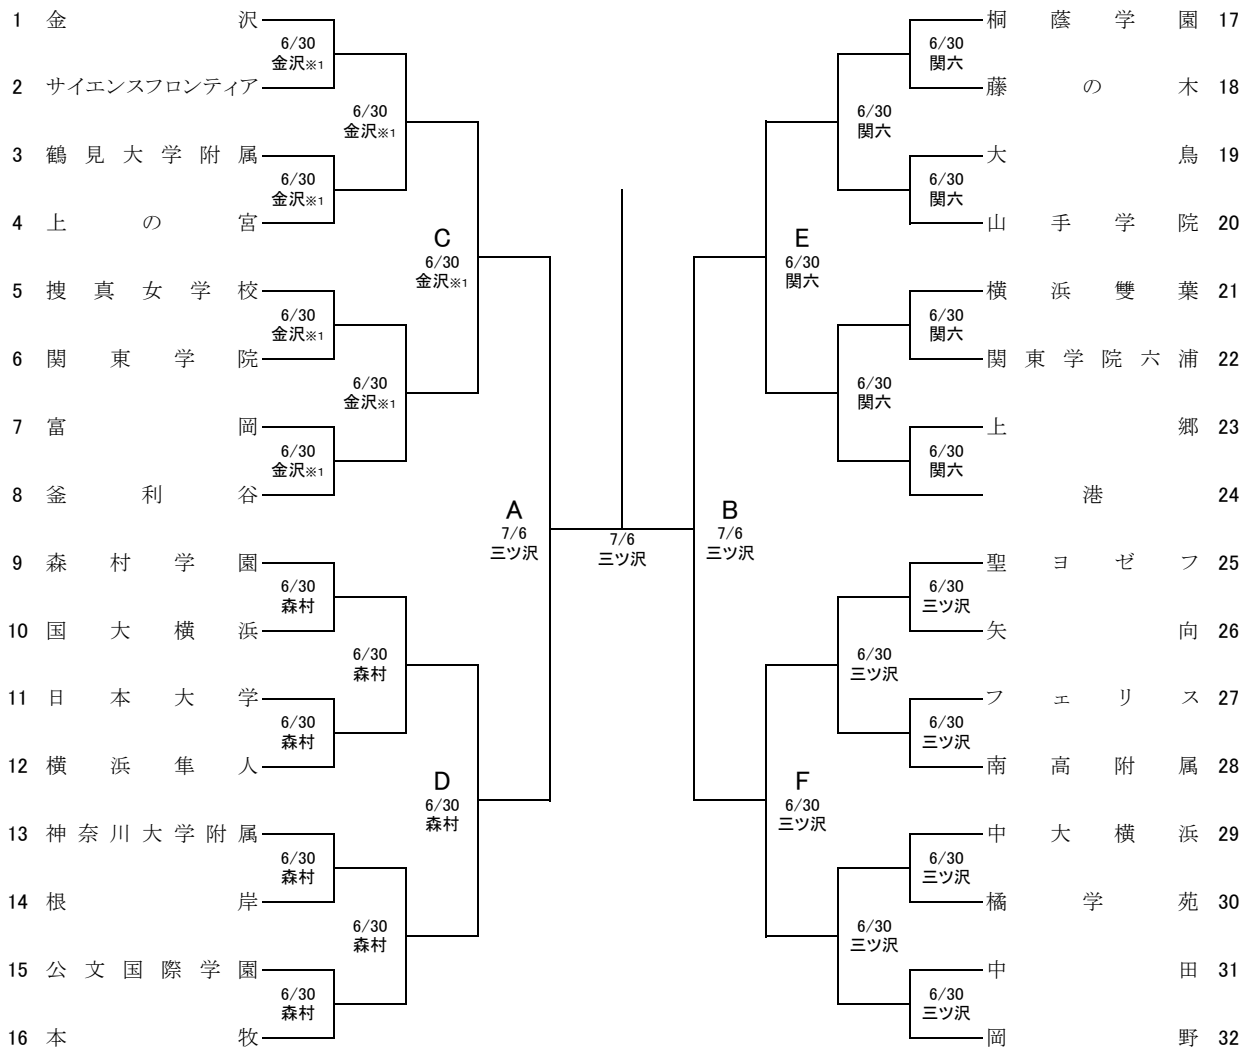 1 金沢
6/30
金沢※1
2 サイエンスフロンティア
6/30
金沢※1
3 鶴見大学附属
6/30
金沢※1
4 上の宮
C
6/30
金沢※1
5 捜真女学校
6/30
金沢※1
6 関東学院
6/30
金沢※1
7 富岡
6/30
金沢※1
8 釜利谷
A
7/6
三ツ沢
9 森村学園
6/30
森村
10 国大横浜
6/30
森村
11 日本大学
6/30
森村
12 横浜隼人
D
6/30
森村
13 神奈川大学附属
6/30
森村
14 根岸
6/30
森村
15 公文国際学園
6/30
森村
16 本牧
7/6
三ツ沢
桐蔭学園 17
6/30
関六
藤の木 18
6/30
関六
大鳥 19
6/30
関六
山手学院 20
E
6/30
関六
横浜雙葉 21
6/30
関六
関東学院六浦 22
6/30
関六
上郷 23
6/30
関六
港 24
B
7/6
三ツ沢
聖ヨゼフ 25
6/30
三ツ沢
矢向 26
6/30
三ツ沢
フェリス 27
6/30
三ツ沢
南高附属 28
F
6/30
三ツ沢
中大横浜 29
6/30
三ツ沢
橘学苑 30
6/30
三ツ沢
中田 31
6/30
三ツ沢
岡野 32